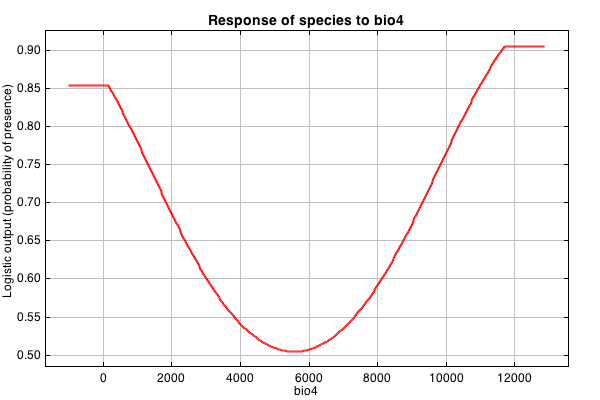 Response of species to bio4
Logistic output (probability of presence)
0.90
0.85
0.80
0.75
0.70
0.65
0.60
0.55
0.50
0 2000 4000 6000 8000 10000 12000
bio4